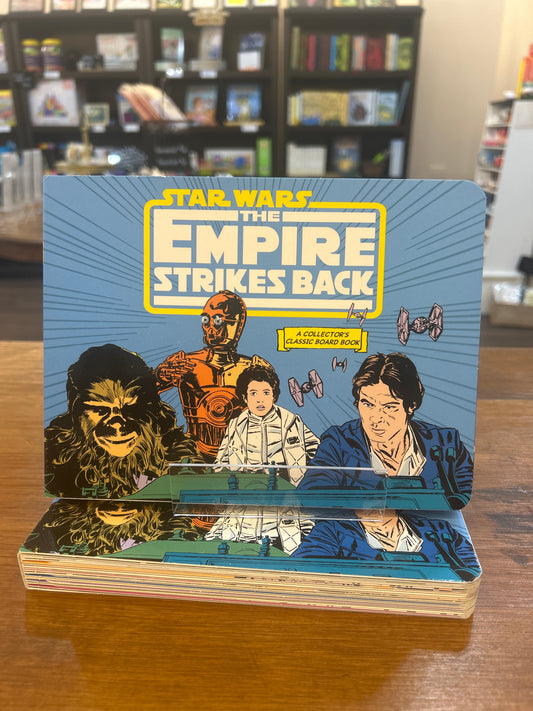 STAR WARS
THE
EMPIRE
STRIKES BACK
A COLLECTOR'S
CLASSIC BOARD BOOK